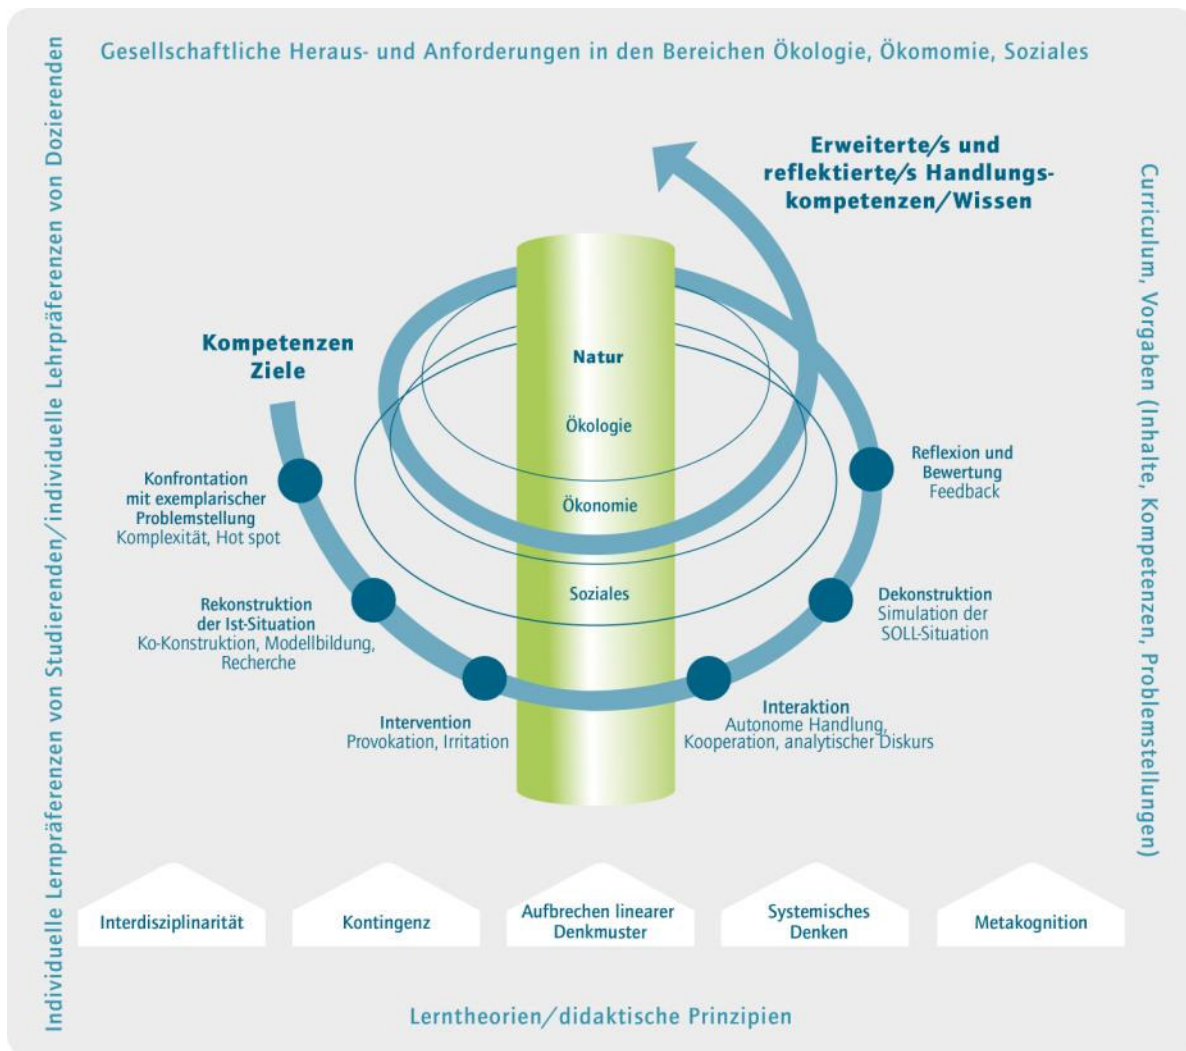 Gesellschaftliche Heraus- und Anforderungen in den Bereichen Ökologie, Ökomomie, Soziales
Individuelle Lernpräferenzen von Studierenden/individuelle Lehrpräferenzen von Dozierenden
Erweiterte/s und
reflektierte/s Handlungs-
kompetenzen/Wissen
Curriculum, Vorgaben (Inhalte, Kompetenzen, Problemstellungen)
Kompetenzen
Ziele
Natur
Ökologie
Ökonomie
Soziales
Konfrontation
mit exemplarischer
Problemstellung
Komplexität, Hot spot
Rekonstruktion
der Ist-Situation
Ko-Konstruktion, Modellbildung,
Recherche
Intervention
Provokation, Irritation
Interaktion
Autonome Handlung,
Kooperation, analytischer Diskurs
Dekonstruktion
Simulation der
SOLL-Situation
Reflexion und
Bewertung
Feedback
Interdisziplinarität
Kontingenz
Aufbrechen linearer
Denkmuster
Systemisches
Denken
Metakognition
Lerntheorien/didaktische Prinzipien